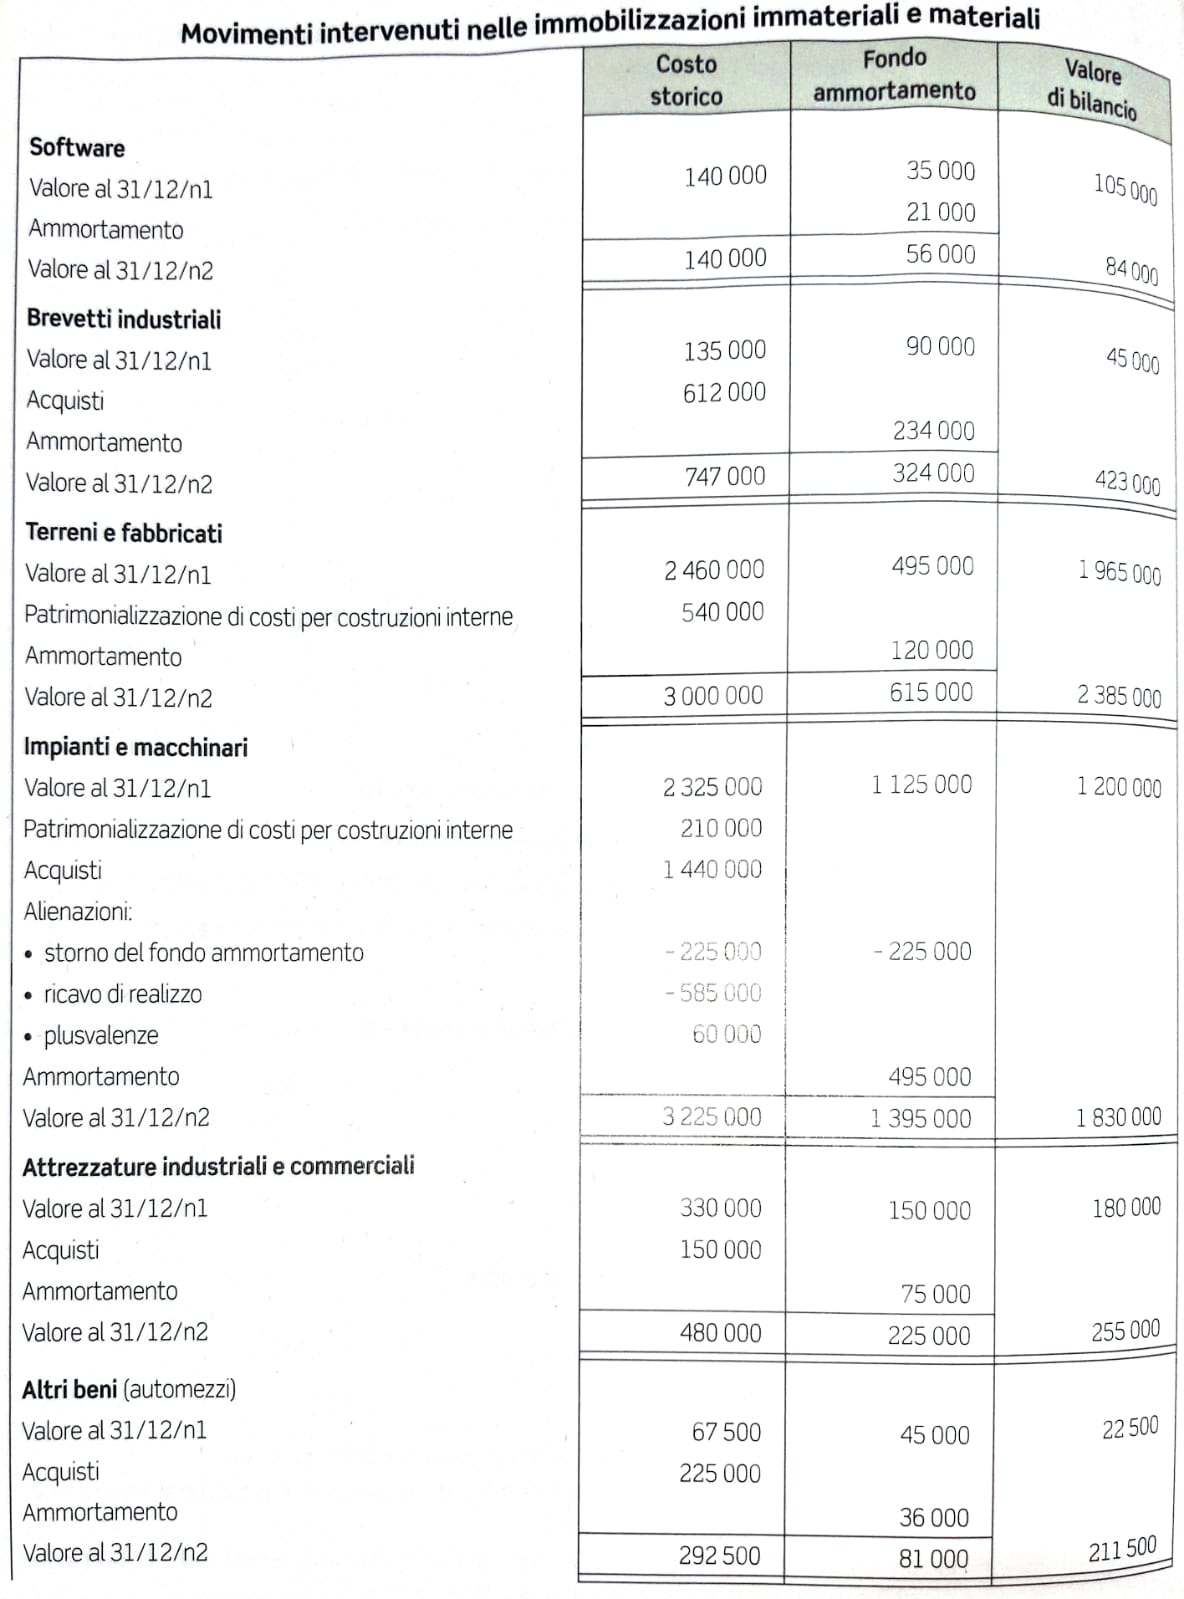 Movimenti intervenuti nelle immobilizzazioni immateriali e materiali
Costo storico Fondo ammortamento Valore di bilancio
Software
Valore al 31/12/n1 140 000 35 000 105 000
Ammortamento 21 000
Valore al 31/12/n2 140 000 56 000 84 000
Brevetti industriali
Valore al 31/12/n1 135 000 90 000 45 000
Acquisti 612 000
Ammortamento 234 000
Valore al 31/12/n2 747 000 324 000 423 000
Terreni e fabbricati
Valore al 31/12/n1 2 460 000 495 000 1 965 000
Patrimonializzazione di costi per costruzioni interne 540 000
Ammortamento 120 000
Valore al 31/12/n2 3 000 000 615 000 2 385 000
Impianti e macchinari
Valore al 31/12/n1 2 325 000 1 125 000 1 200 000
Patrimonializzazione di costi per costruzioni interne 210 000
Acquisti 1 440 000
Alienazioni:
• storno del fondo ammortamento - 225 000 - 225 000
• ricavo di realizzo - 585 000
• plusvalenze 60 000
Ammortamento 495 000
Valore al 31/12/n2 3 225 000 1 395 000 1 830 000
Attrezzature industriali e commerciali
Valore al 31/12/n1 330 000 150 000 180 000
Acquisti 150 000
Ammortamento 75 000
Valore al 31/12/n2 480 000 225 000 255 000
Altri beni (automezzi)
Valore al 31/12/n1 67 500 45 000 22 500
Acquisti 225 000
Ammortamento 36 000
Valore al 31/12/n2 292 500 81 000 211 500